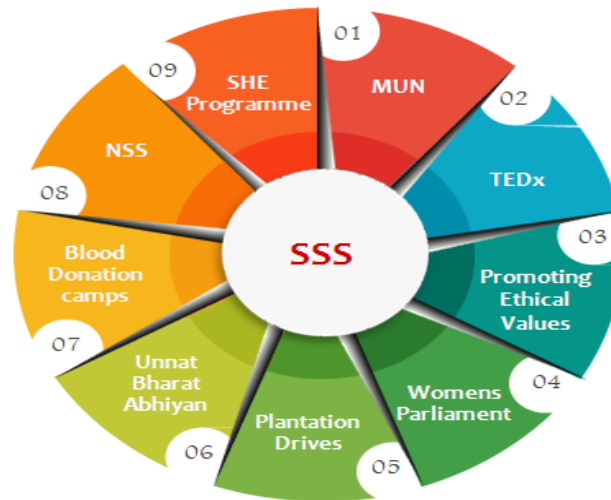 01
MUN
02
TEDx
03
Promoting
Ethical
Values
04
Womens
Parliament
05
Plantation
Drives
06
Unnat
Bharat
Abhiyan
07
Blood
Donation
camps
08
NSS
09
SHE
Programme
SSS